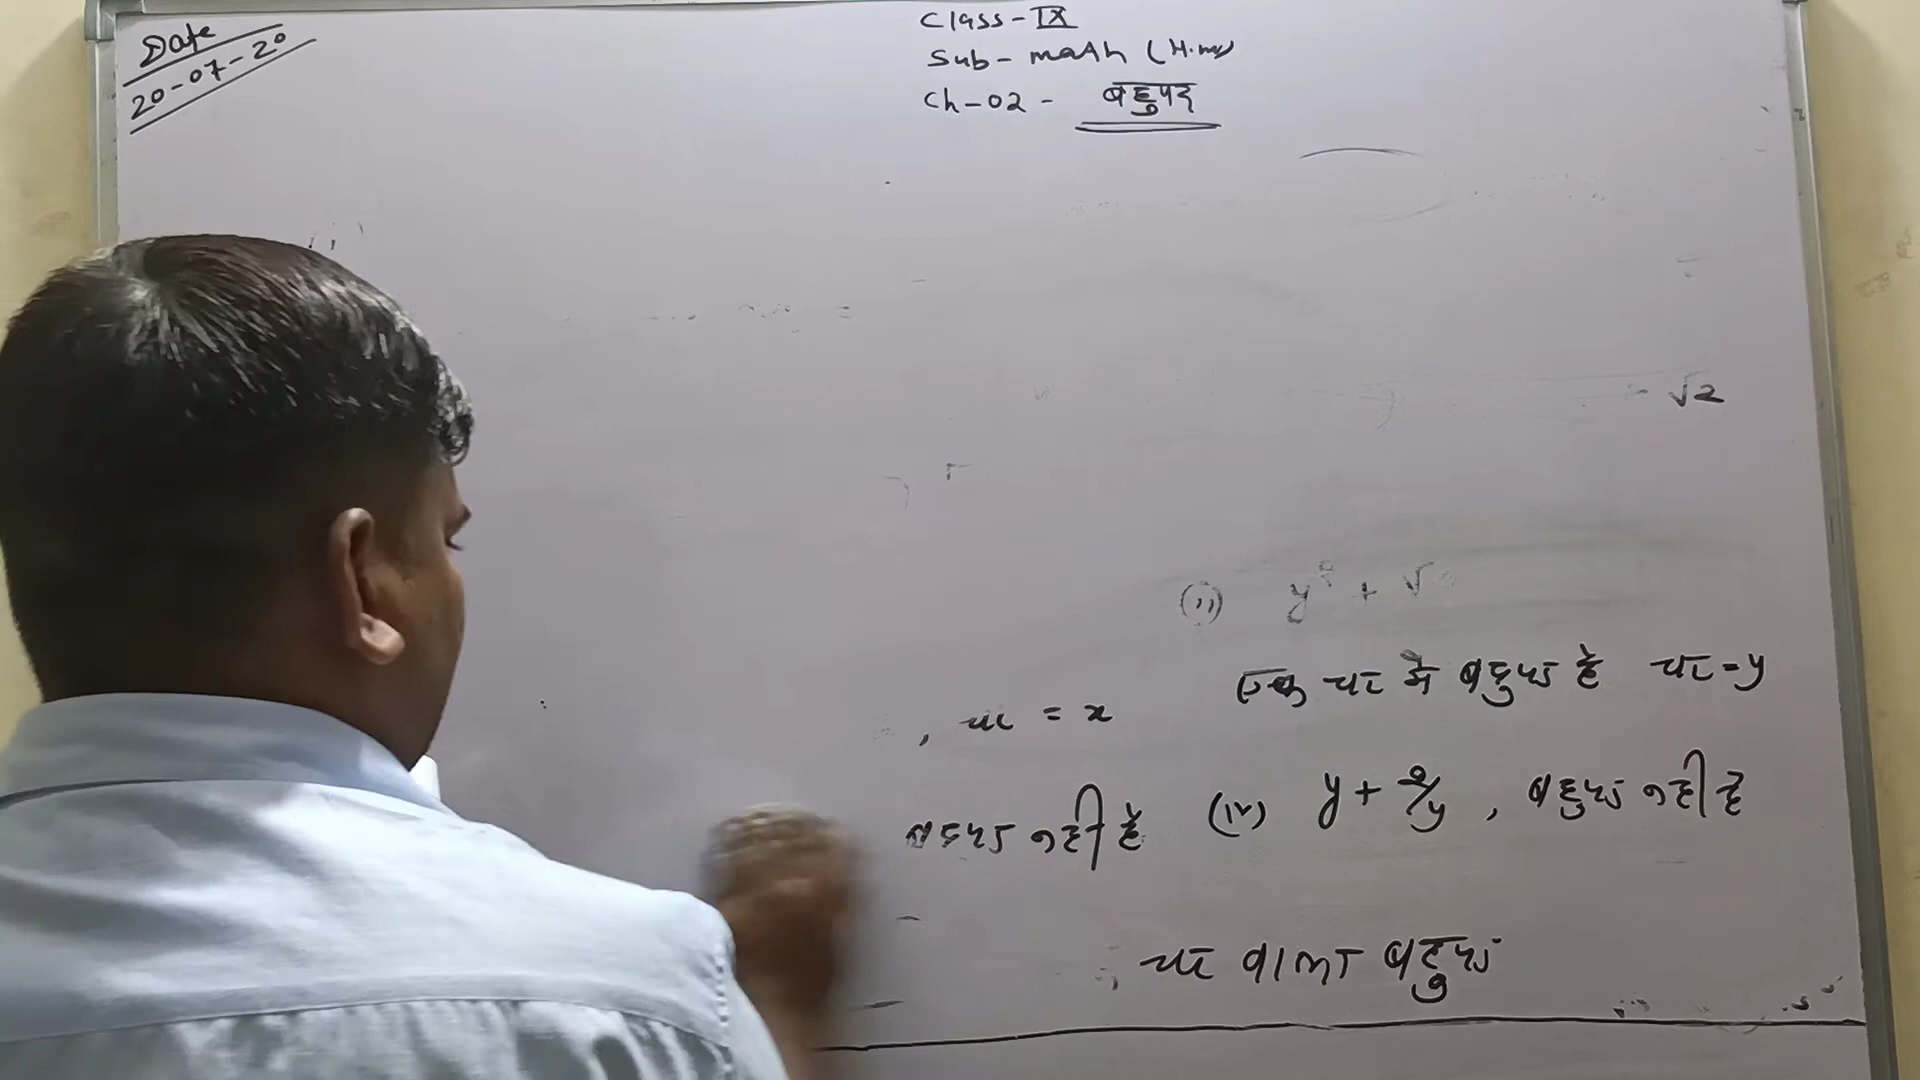 Date
20-07-20
Class-IX
Sub-math (H.m)
Ch-02- बहुपद
√2
(ii) y² + √
एक चर में बहुपद है चर=y
, चर = x
बहुपद नहीं है (iv) y + 2/y , बहुपद नहीं है
चर वाला बहुपद